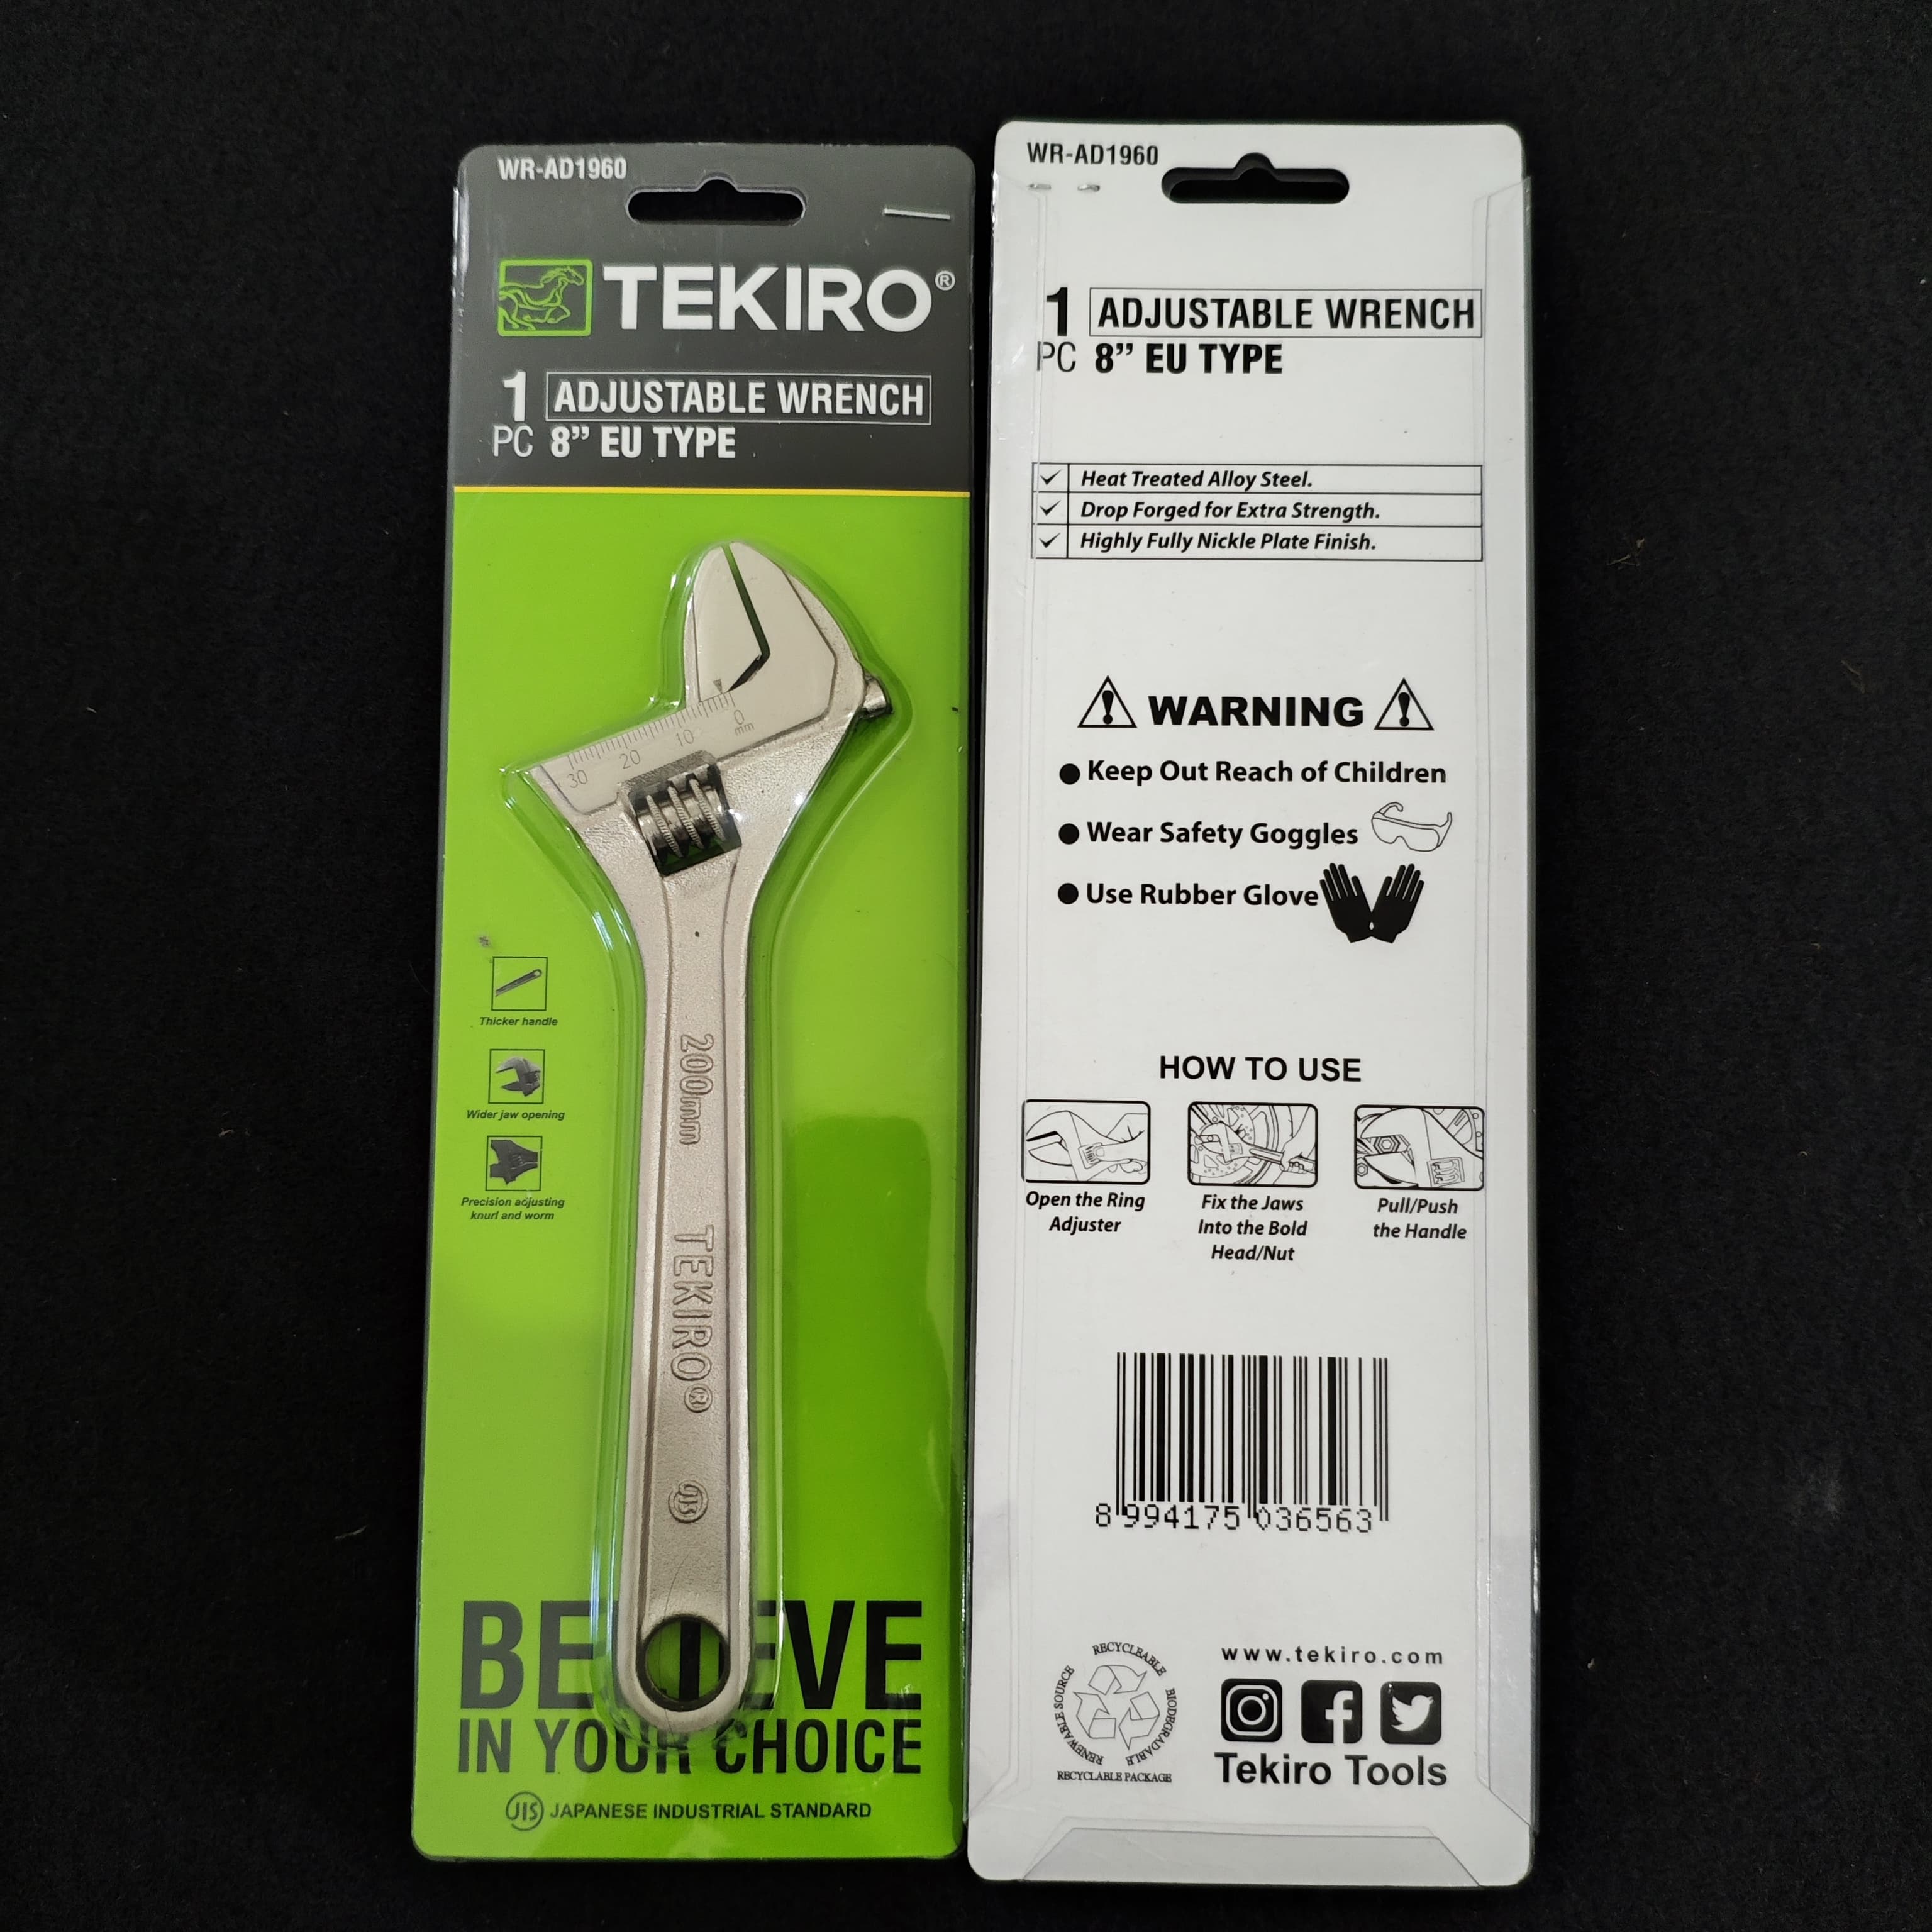 WR-AD1960
TEKIRO®
1 ADJUSTABLE WRENCH
PC 8” EU TYPE
0
mm
10
20
30
Thicker handle
Wider jaw opening
Precision adjusting
knurl and worm
200mm
TEKIRO®
JIS
BELIEVE
IN YOUR CHOICE
JIS JAPANESE INDUSTRIAL STANDARD
WR-AD1960
1 ADJUSTABLE WRENCH
PC 8” EU TYPE
Heat Treated Alloy Steel.
Drop Forged for Extra Strength.
Highly Fully Nickle Plate Finish.
WARNING
● Keep Out Reach of Children
● Wear Safety Goggles
● Use Rubber Glove
HOW TO USE
Open the Ring
Adjuster
Fix the Jaws
Into the Bold
Head/Nut
Pull/Push
the Handle
8 994175 036563
RECYCLEABLE
BIODEGRADABLE
RENEWABLE SOURCE
RECYCLABLE PACKAGE
www.tekiro.com
Tekiro Tools